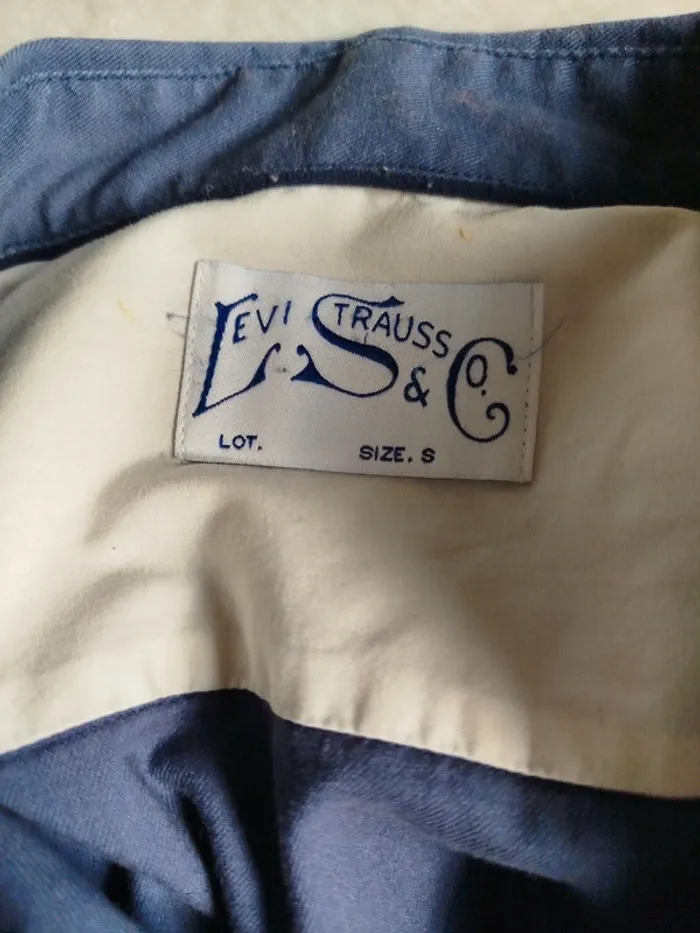 LEVI STRAUSS
& CO.
LOT. SIZE. S